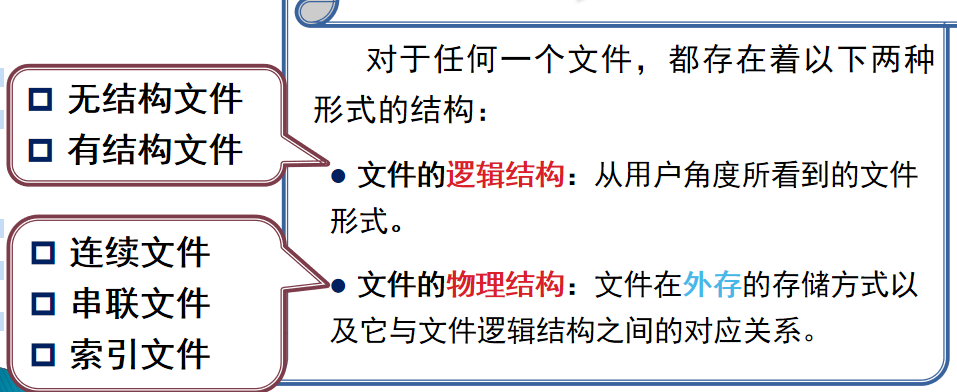 对于任何一个文件，都存在着以下两种
形式的结构：
无结构文件
有结构文件
● 文件的逻辑结构：从用户角度所看到的文件
形式。
连续文件
串联文件
索引文件
● 文件的物理结构：文件在外存的存储方式以
及它与文件逻辑结构之间的对应关系。